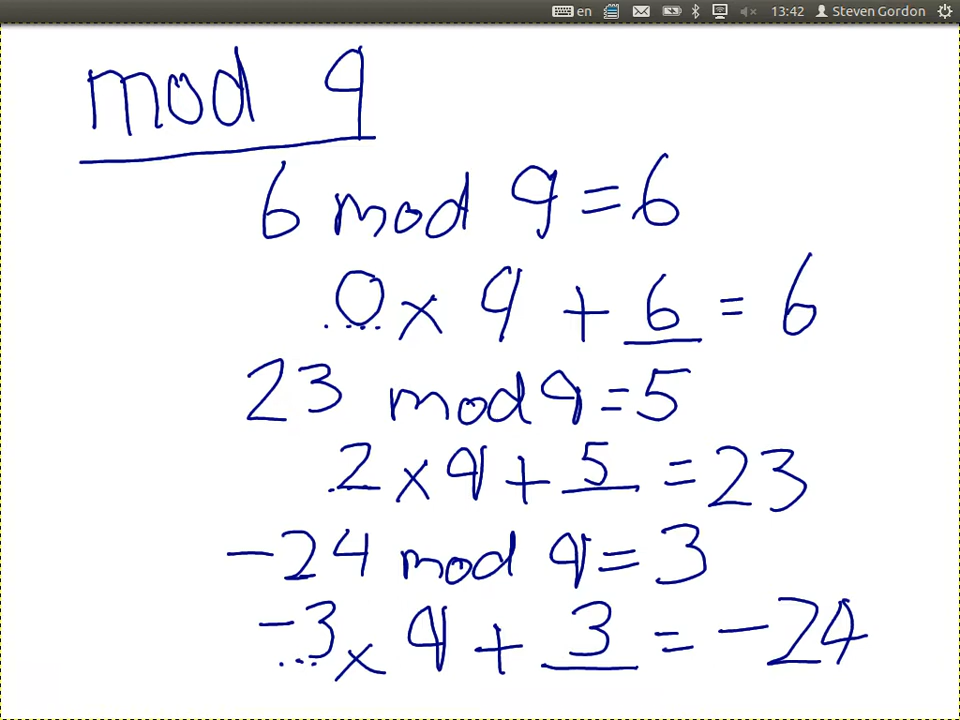 en 13:42 Steven Gordon
mod 9
6 mod 9 = 6
0 x 9 + 6 = 6
23 mod 9 = 5
2 x 9 + 5 = 23
-24 mod 9 = 3
-3 x 9 + 3 = -24